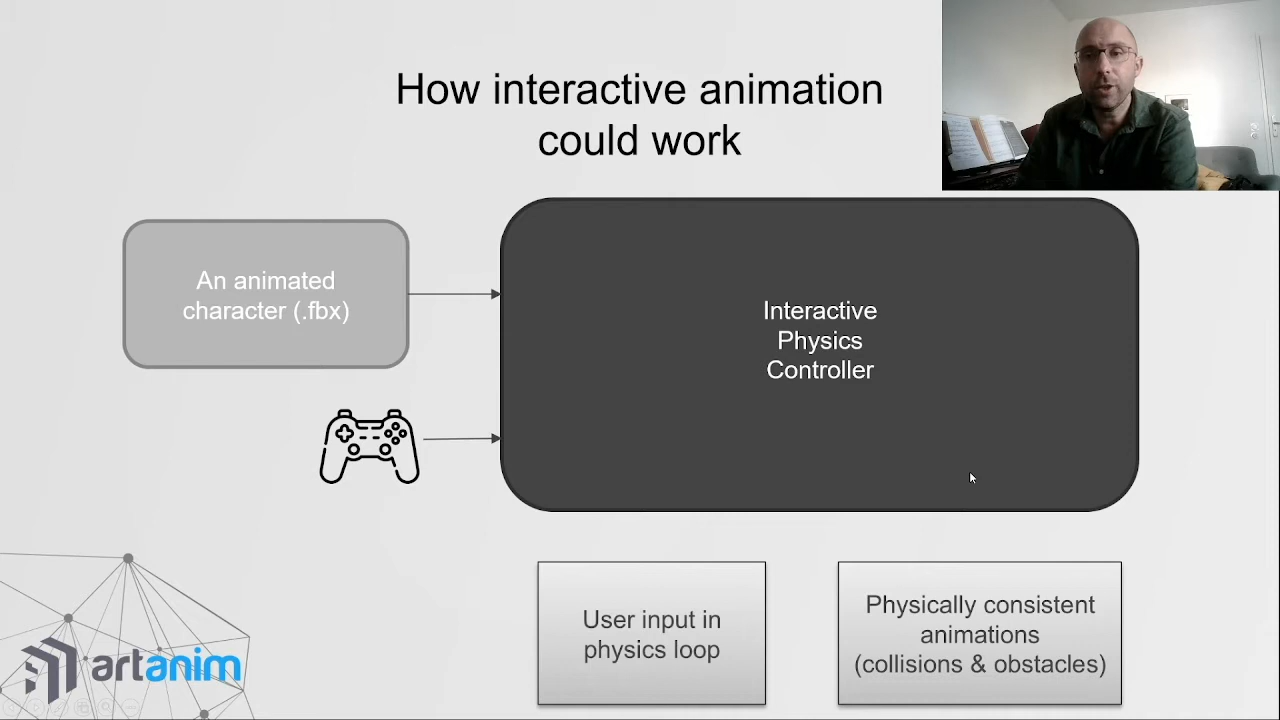 How interactive animation
could work
An animated
character (.fbx)
Interactive
Physics
Controller
User input in
physics loop
Physically consistent
animations
(collisions & obstacles)
artanim